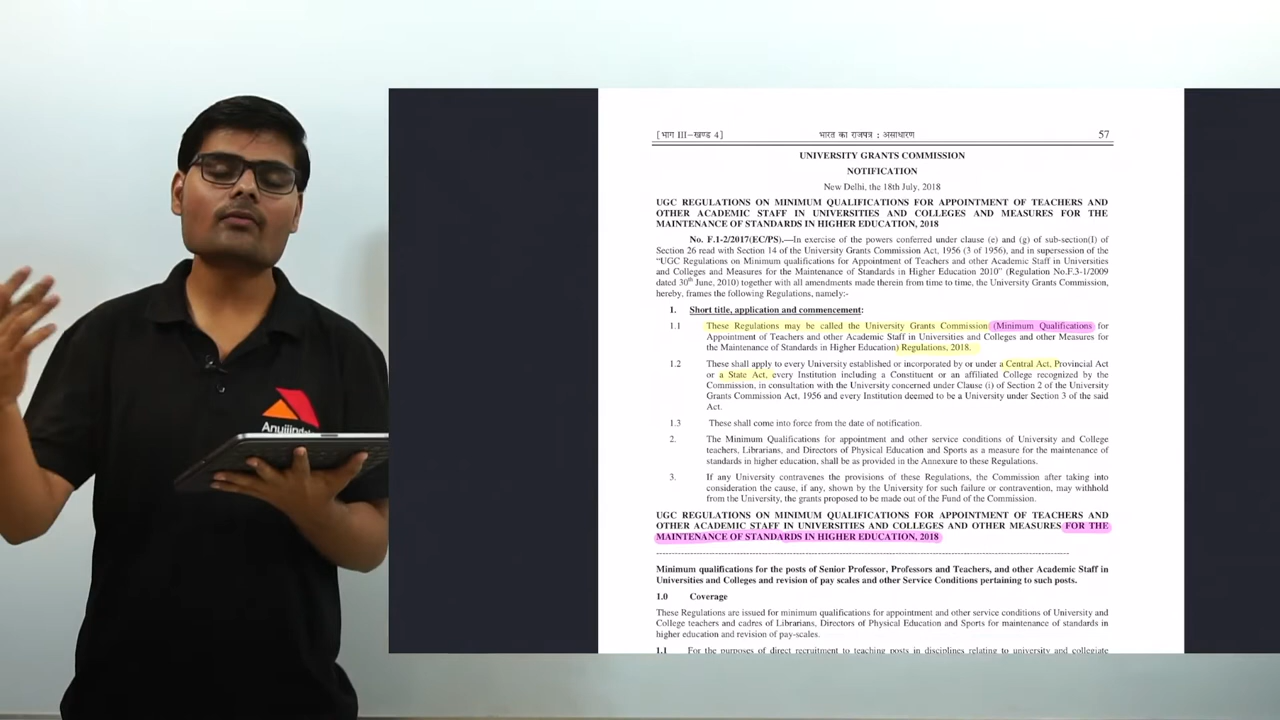 [ भाग III—खण्ड 4 ] भारत का राजपत्र : असाधारण 57
UNIVERSITY GRANTS COMMISSION
NOTIFICATION
New Delhi, the 18th July, 2018
UGC REGULATIONS ON MINIMUM QUALIFICATIONS FOR APPOINTMENT OF TEACHERS AND
OTHER ACADEMIC STAFF IN UNIVERSITIES AND COLLEGES AND MEASURES FOR THE
MAINTENANCE OF STANDARDS IN HIGHER EDUCATION, 2018
No. F.1-2/2017(EC/PS).—In exercise of the powers conferred under clause (e) and (g) of sub-section(I) of
Section 26 read with Section 14 of the University Grants Commission Act, 1956 (3 of 1956), and in supersession of the
“UGC Regulations on Minimum qualifications for Appointment of Teachers and other Academic Staff in Universities
and Colleges and Measures for the Maintenance of Standards in Higher Education 2010” (Regulation No.F.3-1/2009
dated 30th June, 2010) together with all amendments made therein from time to time, the University Grants Commission,
hereby, frames the following Regulations, namely:-
1. Short title, application and commencement:
1.1 These Regulations may be called the University Grants Commission (Minimum Qualifications for
Appointment of Teachers and other Academic Staff in Universities and Colleges and other Measures for
the Maintenance of Standards in Higher Education) Regulations, 2018.
1.2 These shall apply to every University established or incorporated by or under a Central Act, Provincial Act
or a State Act, every Institution including a Constituent or an affiliated College recognized by the
Commission, in consultation with the University concerned under Clause (i) of Section 2 of the University
Grants Commission Act, 1956 and every Institution deemed to be a University under Section 3 of the said
Act.
1.3 These shall come into force from the date of notification.
2. The Minimum Qualifications for appointment and other service conditions of University and College
teachers, Librarians, and Directors of Physical Education and Sports as a measure for the maintenance of
standards in higher education, shall be as provided in the Annexure to these Regulations.
3. If any University contravenes the provisions of these Regulations, the Commission after taking into
consideration the cause, if any, shown by the University for such failure or contravention, may withhold
from the University, the grants proposed to be made out of the Fund of the Commission.
UGC REGULATIONS ON MINIMUM QUALIFICATIONS FOR APPOINTMENT OF TEACHERS AND
OTHER ACADEMIC STAFF IN UNIVERSITIES AND COLLEGES AND OTHER MEASURES FOR THE
MAINTENANCE OF STANDARDS IN HIGHER EDUCATION, 2018
Minimum qualifications for the posts of Senior Professor, Professors and Teachers, and other Academic Staff in
Universities and Colleges and revision of pay scales and other Service Conditions pertaining to such posts.
1.0 Coverage
These Regulations are issued for minimum qualifications for appointment and other service conditions of University and
College teachers and cadres of Librarians, Directors of Physical Education and Sports for maintenance of standards in
higher education and revision of pay-scales.
1.1 For the purposes of direct recruitment to teaching posts in disciplines relating to university and collegiate